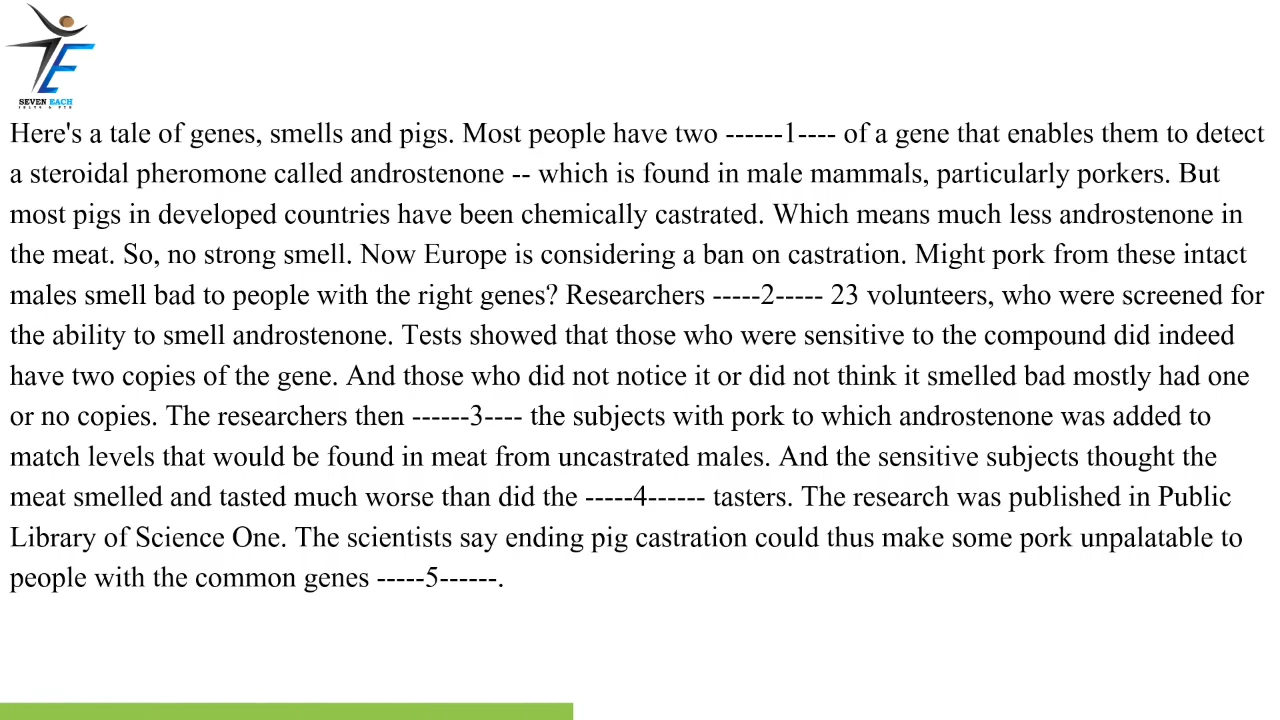 SEVEN EACH
IELTS & PTE
Here's a tale of genes, smells and pigs. Most people have two ------1---- of a gene that enables them to detect
a steroidal pheromone called androstenone -- which is found in male mammals, particularly porkers. But
most pigs in developed countries have been chemically castrated. Which means much less androstenone in
the meat. So, no strong smell. Now Europe is considering a ban on castration. Might pork from these intact
males smell bad to people with the right genes? Researchers -----2----- 23 volunteers, who were screened for
the ability to smell androstenone. Tests showed that those who were sensitive to the compound did indeed
have two copies of the gene. And those who did not notice it or did not think it smelled bad mostly had one
or no copies. The researchers then ------3---- the subjects with pork to which androstenone was added to
match levels that would be found in meat from uncastrated males. And the sensitive subjects thought the
meat smelled and tasted much worse than did the -----4------ tasters. The research was published in Public
Library of Science One. The scientists say ending pig castration could thus make some pork unpalatable to
people with the common genes -----5------.